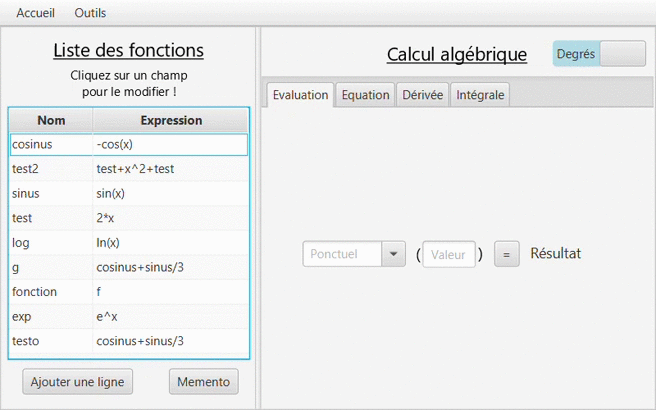 Accueil Outils
Liste des fonctions
Cliquez sur un champ
pour le modifier !
Nom Expression
cosinus -cos(x)
test2 test+x^2+test
sinus sin(x)
test 2*x
log ln(x)
g cosinus+sinus/3
fonction f
exp e^x
testo cosinus+sinus/3
Ajouter une ligne Memento
Calcul algébrique Degrés
Evaluation Equation Dérivée Intégrale
Ponctuel ( Valeur ) = Résultat